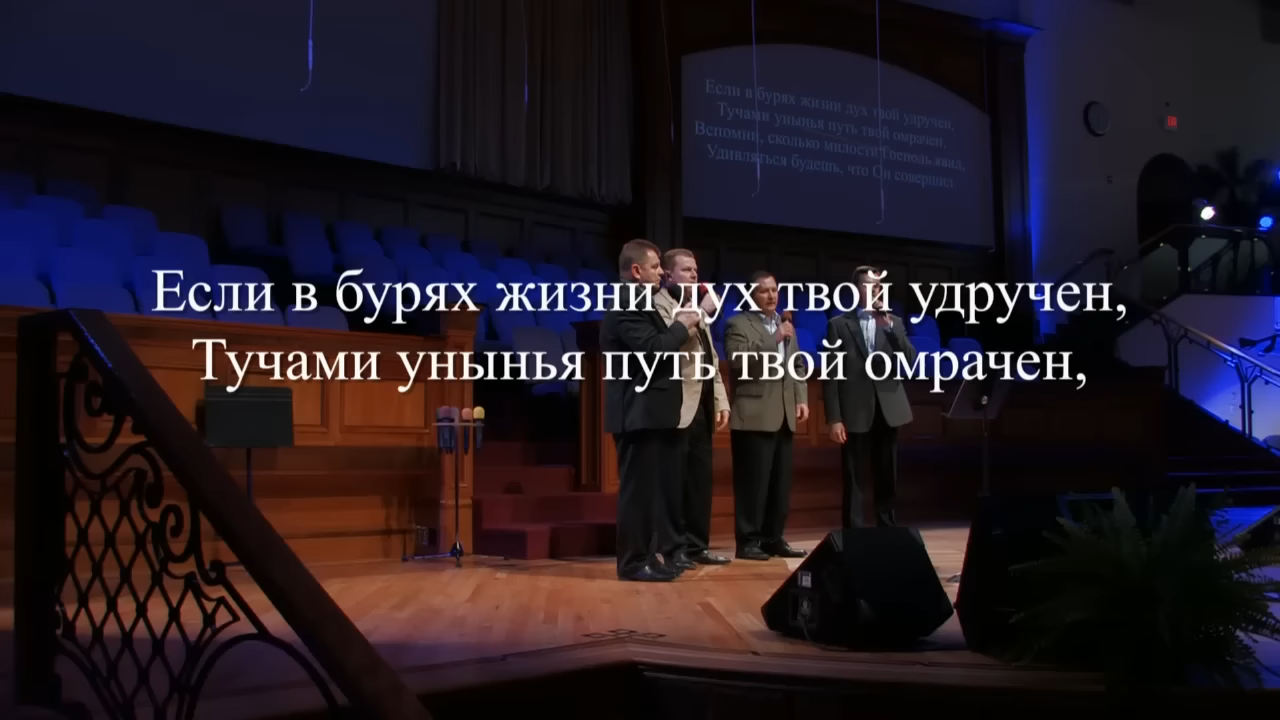 Если в бурях жизни дух твой удручен,
Тучами унынья путь твой омрачен,
Вспомни, сколько милости Господь явил,
Удивляться будешь, что Он совершил.
Если в бурях жизни дух твой удручен,
Тучами унынья путь твой омрачен,